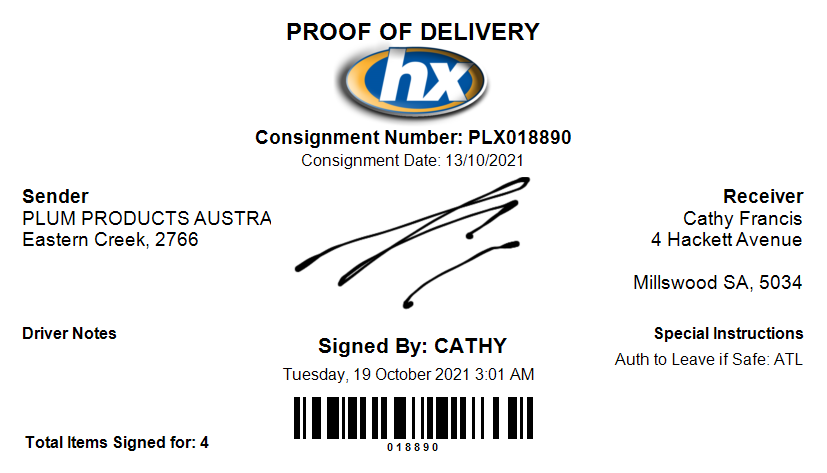 PROOF OF DELIVERY
hx
Consignment Number: PLX018890
Consignment Date: 13/10/2021
Sender
PLUM PRODUCTS AUSTRA
Eastern Creek, 2766
Receiver
Cathy Francis
4 Hackett Avenue
Millswood SA, 5034
Driver Notes
Signed By: CATHY
Tuesday, 19 October 2021 3:01 AM
Special Instructions
Auth to Leave if Safe: ATL
Total Items Signed for: 4
018890